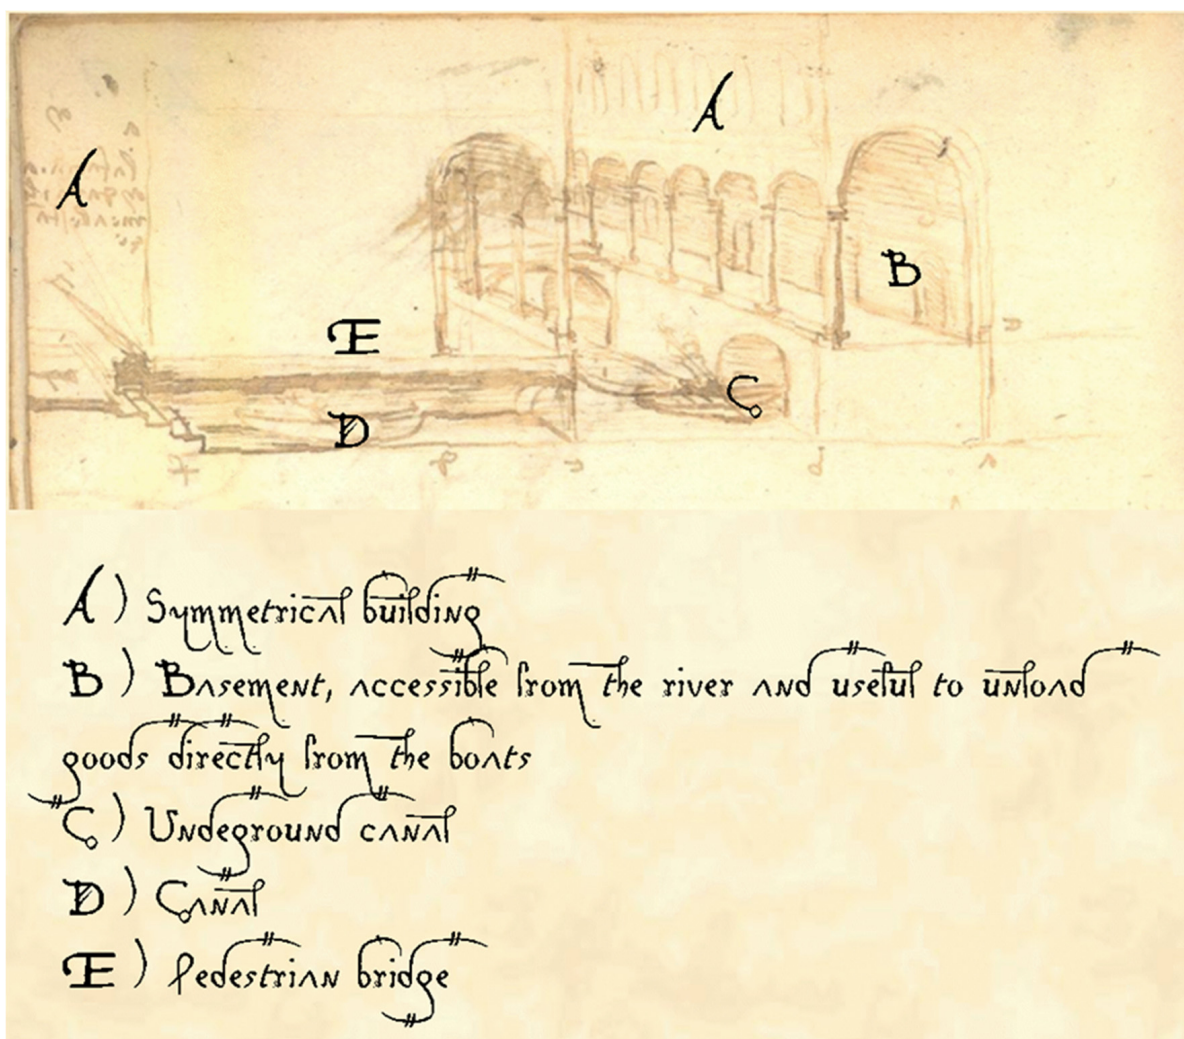 A
A
B
E
C
D
A ) Symmetrical building
B ) Basement, accessible from the river and useful to unload
goods directly from the boats
C ) Undeground canal
D ) Canal
E ) Pedestrian bridge